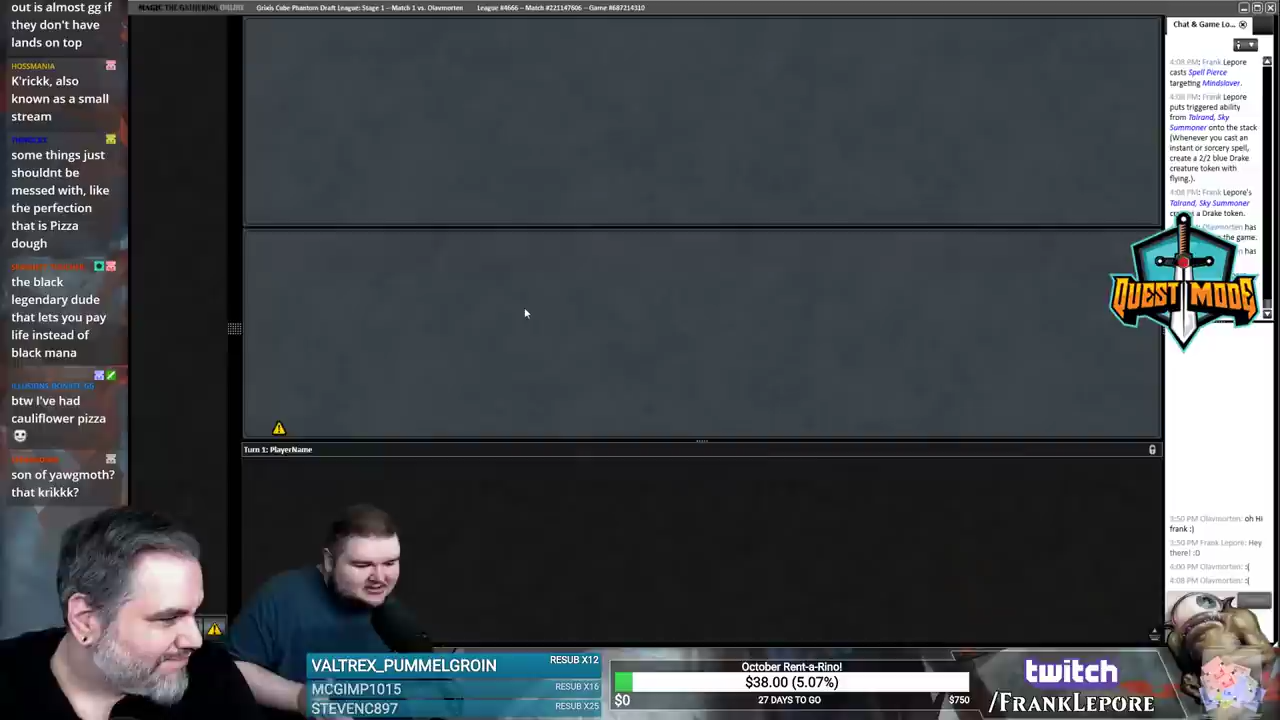 out is almost gg if
they dont have
lands on top
HOSSMANIA
K'rickk, also
known as a small
stream
some things just
shouldnt be
messed with, like
the perfection
that is Pizza
dough
the black
legendary dude
that lets you pay
life instead of
black mana
btw I've had
cauliflower pizza
son of yawgmoth?
that krikkk?
MAGIC THE GATHERING ONLINE
Grixis Cube Phantom Draft League: Stage 1 -- Match 1 vs. Olavmorten
League #4666 -- Match #221147606 -- Game #687214310
Turn 1: PlayerName
Chat & Game Lo...
4:08 PM: Frank Lepore
casts Spell Pierce
targeting Mindslaver.
4:08 PM: Frank Lepore
puts triggered ability
from Talrand, Sky
Summoner onto the stack
(Whenever you cast an
instant or sorcery spell,
create a 2/2 blue Drake
creature token with
flying.).
4:08 PM: Frank Lepore's
Talrand, Sky Summoner
a Drake token.
Olavmorten has
the game.
has
QUEST MODE
3:50 PM Olavmorten: oh Hi
frank :)
3:50 PM Frank Lepore: Hey
there! :D
4:00 PM Olavmorten: :(
4:08 PM Olavmorten: :(
VALTREX_PUMMELGROIN RESUB X12
MCGIMP1015 RESUB X16
STEVENC897 RESUB X25
October Rent-a-Rino!
$38.00 (5.07%)
$0 27 DAYS TO GO $750
twitch
/FRANKLEPORE